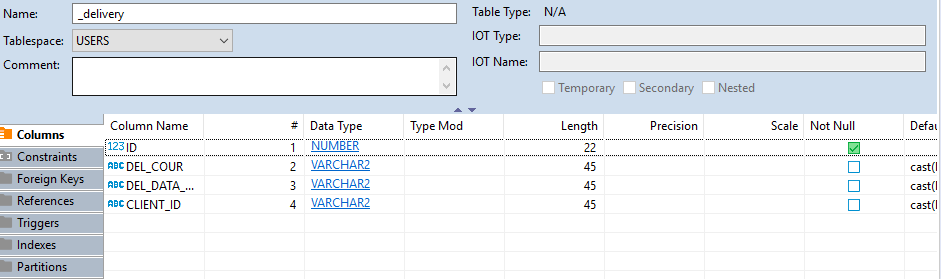 Name: _delivery Table Type: N/A
Tablespace: USERS IOT Type:
Comment: IOT Name:
Temporary Secondary Nested
Columns
Constraints
Foreign Keys
References
Triggers
Indexes
Partitions
Column Name # Data Type Type Mod Length Precision Scale Not Null Defau
123 ID 1 NUMBER 22
ABC DEL_COUR 2 VARCHAR2 45 cast(I
ABC DEL_DATA_... 3 VARCHAR2 45 cast(I
ABC CLIENT_ID 4 VARCHAR2 45 cast(I